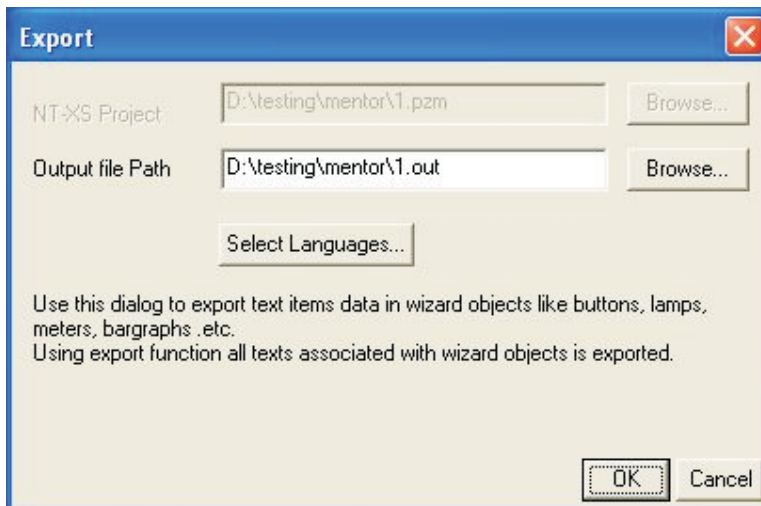 Export
NT-XS Project D:\testing\mentor\1.pzm Browse...
Output file Path D:\testing\mentor\1.out Browse...
Select Languages...
Use this dialog to export text items data in wizard objects like buttons, lamps,
meters, bargraphs .etc.
Using export function all texts associated with wizard objects is exported.
OK Cancel